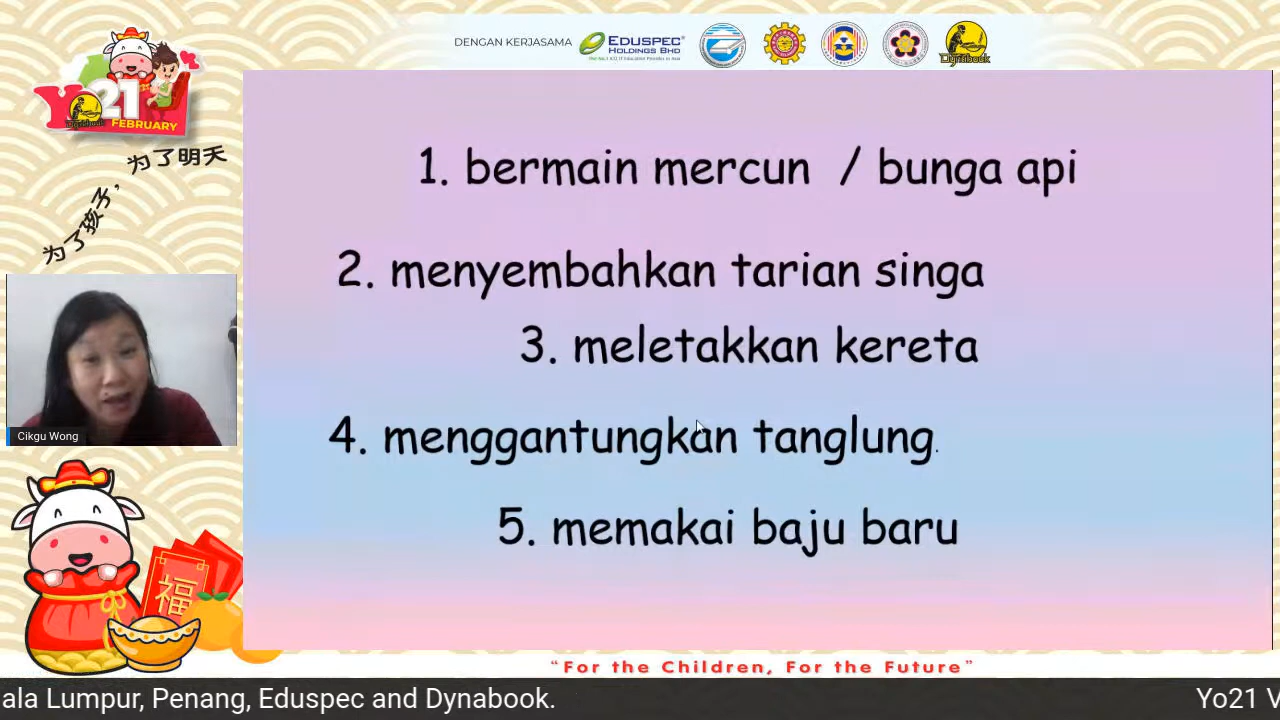 DENGAN KERJASAMA
EDUSPEC
HOLDINGS BHD
Dynabook
Yo21
Dynabook
FEBRUARY
为了孩子，为了明天
1. bermain mercun / bunga api
2. menyembahkan tarian singa
3. meletakkan kereta
4. menggantungkan tanglung.
5. memakai baju baru
Cikgu Wong
福
“For the Children, For the Future”
ala Lumpur, Penang, Eduspec and Dynabook. Yo21 V